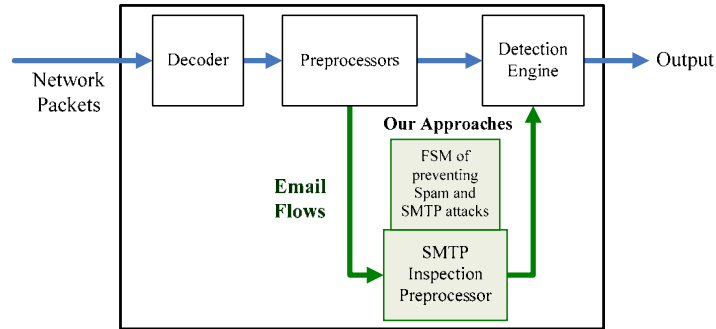 Network
Packets
Decoder
Preprocessors
Detection
Engine
Output
Our Approaches
FSM of
preventing
Spam and
SMTP attacks
Email
Flows
SMTP
Inspection
Preprocessor